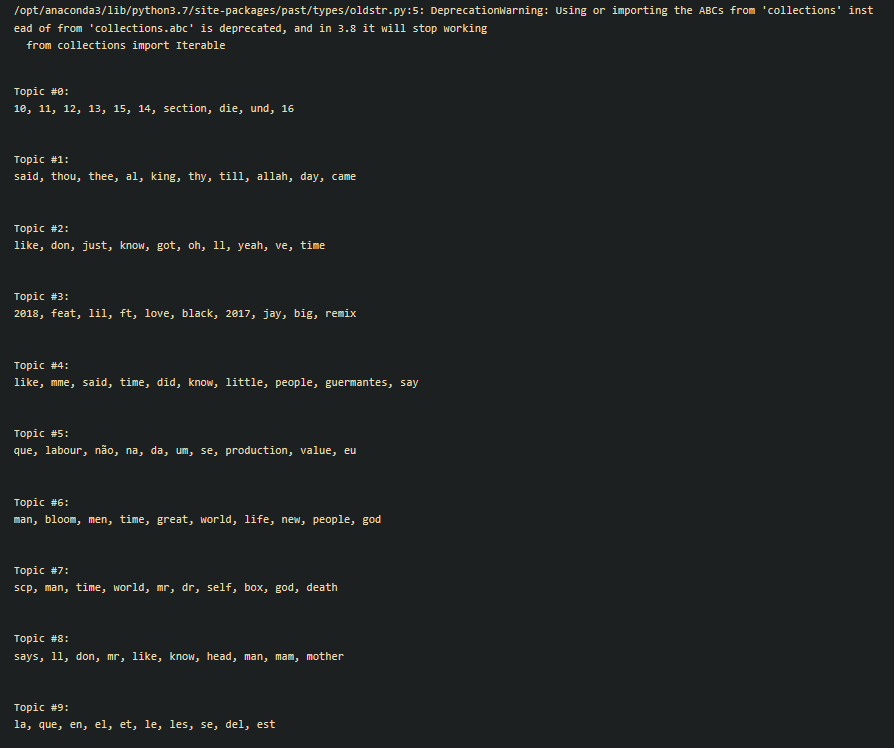 /opt/anaconda3/lib/python3.7/site-packages/past/types/oldstr.py:5: DeprecationWarning: Using or importing the ABCs from 'collections' inst
ead of from 'collections.abc' is deprecated, and in 3.8 it will stop working
  from collections import Iterable
Topic #0:
10, 11, 12, 13, 15, 14, section, die, und, 16
Topic #1:
said, thou, thee, al, king, thy, till, allah, day, came
Topic #2:
like, don, just, know, got, oh, ll, yeah, ve, time
Topic #3:
2018, feat, lil, ft, love, black, 2017, jay, big, remix
Topic #4:
like, mme, said, time, did, know, little, people, guermantes, say
Topic #5:
que, labour, não, na, da, um, se, production, value, eu
Topic #6:
man, bloom, men, time, great, world, life, new, people, god
Topic #7:
scp, man, time, world, mr, dr, self, box, god, death
Topic #8:
says, ll, don, mr, like, know, head, man, mam, mother
Topic #9:
la, que, en, el, et, le, les, se, del, est